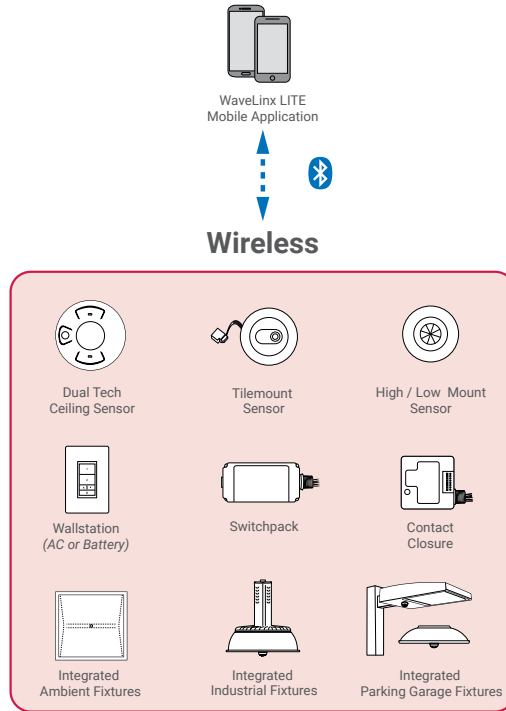 WaveLinx LITE
Mobile Application
Wireless
Dual Tech
Ceiling Sensor
Tilemount
Sensor
High / Low Mount
Sensor
Wallstation
(AC or Battery)
Switchpack
Contact
Closure
Integrated
Ambient Fixtures
Integrated
Industrial Fixtures
Integrated
Parking Garage Fixtures